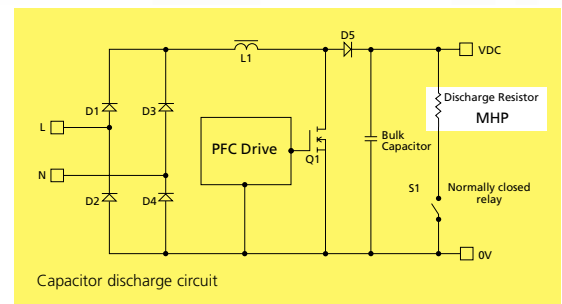 D5
VDC
L1
Discharge Resistor
MHP
D1
D3
L
PFC Drive
Q1
Bulk
Capacitor
N
S1
Normally closed
relay
D2
D4
0V
Capacitor discharge circuit